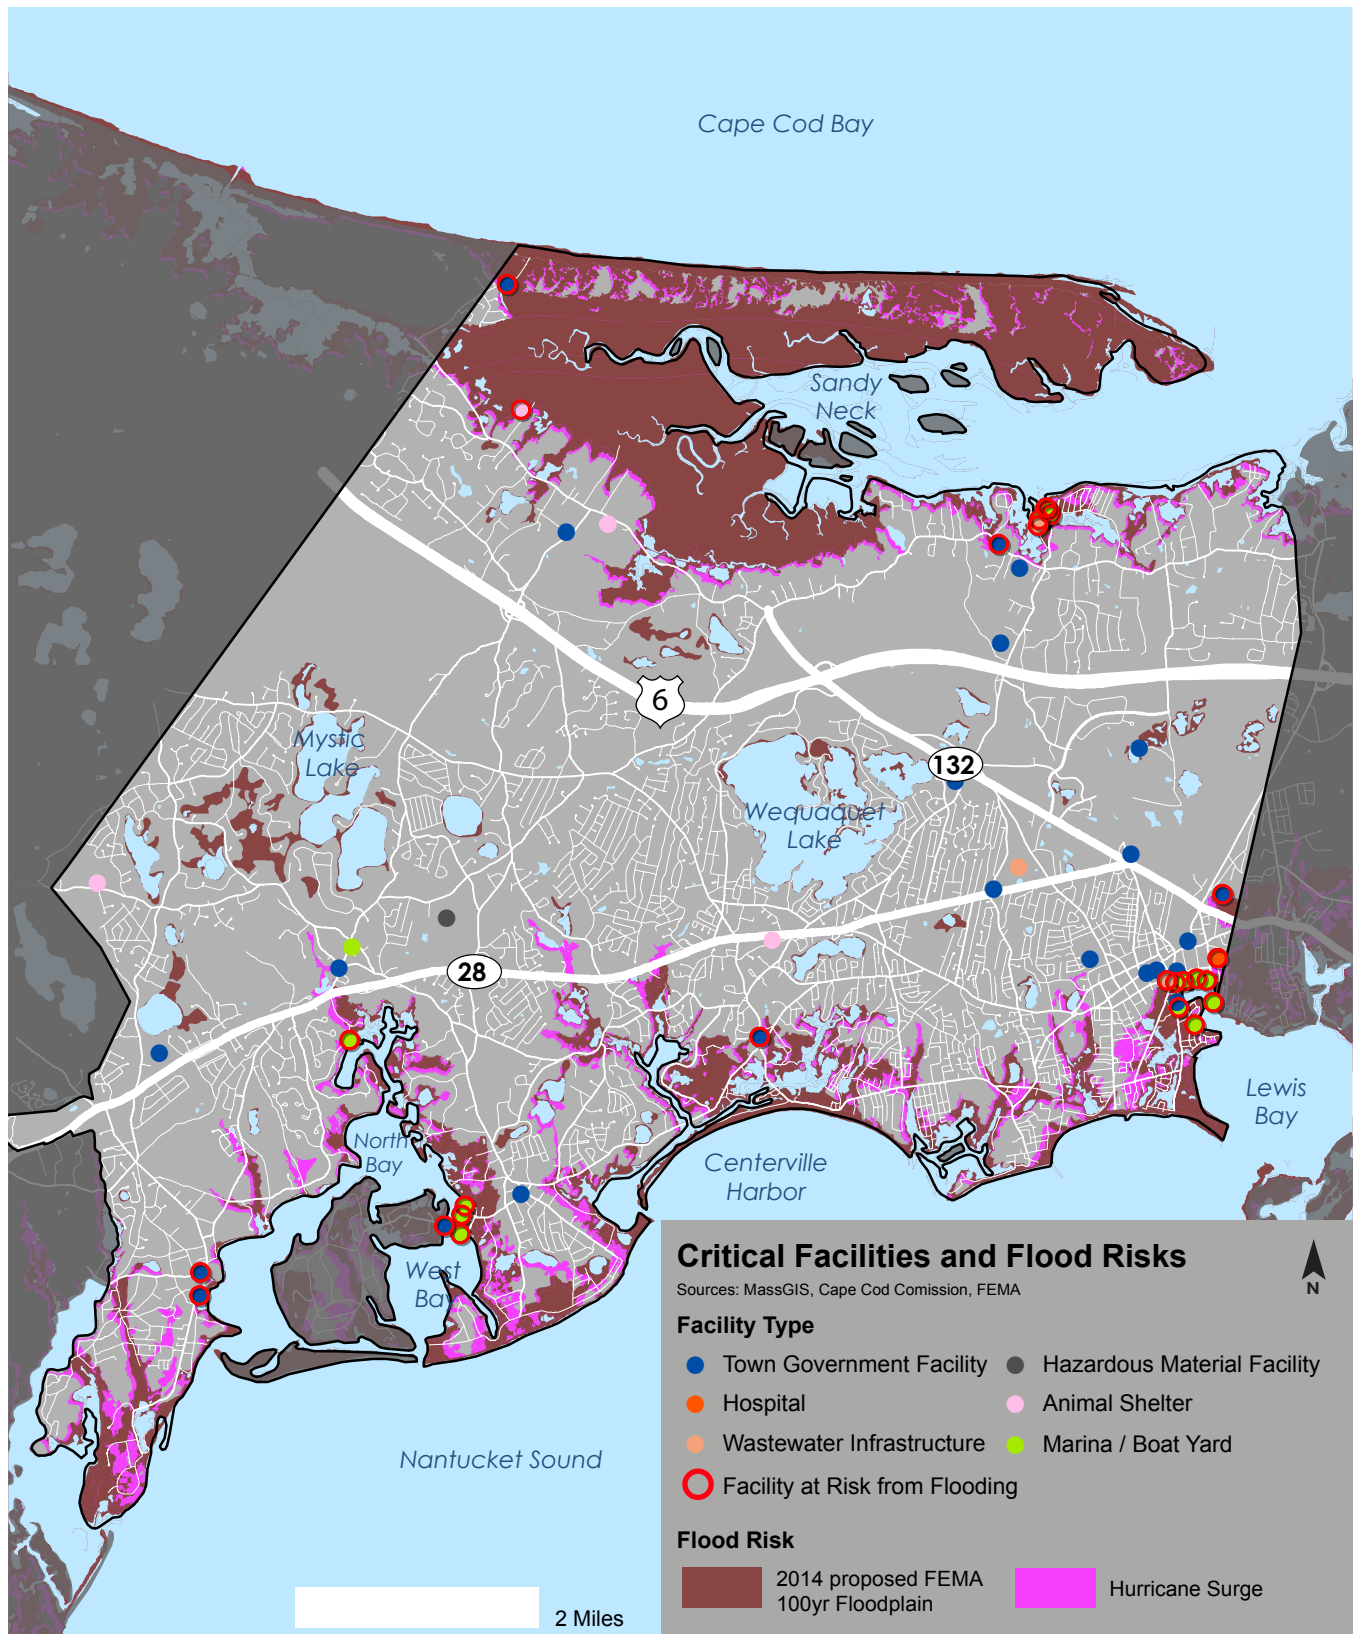 Cape Cod Bay
Sandy
Neck
6
Mystic
Lake
132
Wequaquet
Lake
28
Lewis
Bay
North
Bay
Centerville
Harbor
West
Bay
Nantucket Sound
Critical Facilities and Flood Risks
Sources: MassGIS, Cape Cod Comission, FEMA
N
Facility Type
Town Government Facility
Hazardous Material Facility
Hospital
Animal Shelter
Wastewater Infrastructure
Marina / Boat Yard
Facility at Risk from Flooding
Flood Risk
2014 proposed FEMA
100yr Floodplain
Hurricane Surge
2 Miles